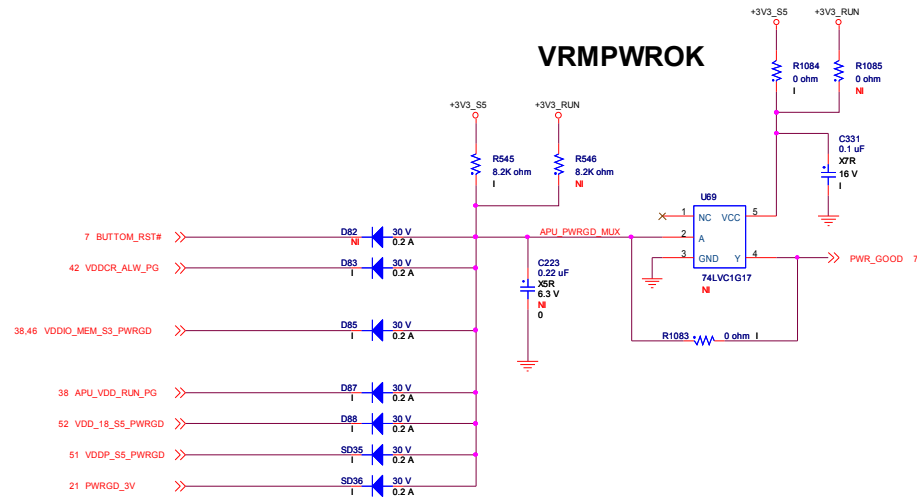 VRMPWROK
+3V3_S5
+3V3_RUN
R1084
0 ohm
I
R1085
0 ohm
NI
+3V3_S5
+3V3_RUN
R545
8.2K ohm
I
R546
8.2K ohm
NI
C331
0.1 uF
X7R
16 V
I
U69
1 NC VCC 5
2 A
3 GND Y 4
74LVC1G17
NI
APU_PWRGD_MUX
PWR_GOOD 7
R1083 0 ohm I
C223
0.22 uF
X5R
6.3 V
NI
0
7 BUTTOM_RST# D82 30 V
NI 0.2 A
42 VDDCR_ALW_PG D83 30 V
I 0.2 A
38,46 VDDIO_MEM_S3_PWRGD D85 30 V
I 0.2 A
38 APU_VDD_RUN_PG D87 30 V
I 0.2 A
52 VDD_18_S5_PWRGD D88 30 V
I 0.2 A
51 VDDP_S5_PWRGD SD35 30 V
I 0.2 A
21 PWRGD_3V SD36 30 V
I 0.2 A